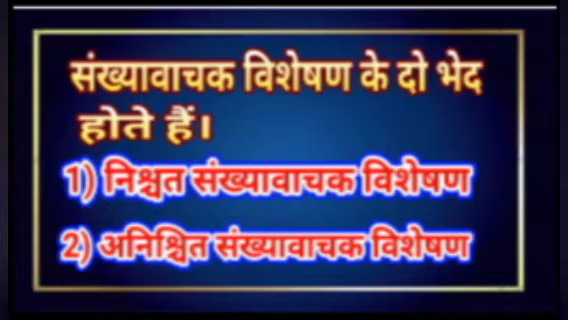 संख्यावाचक विशेषण के दो भेद
होते हैं।
1) निश्चत संख्यावाचक विशेषण
2) अनिश्चित संख्यावाचक विशेषण